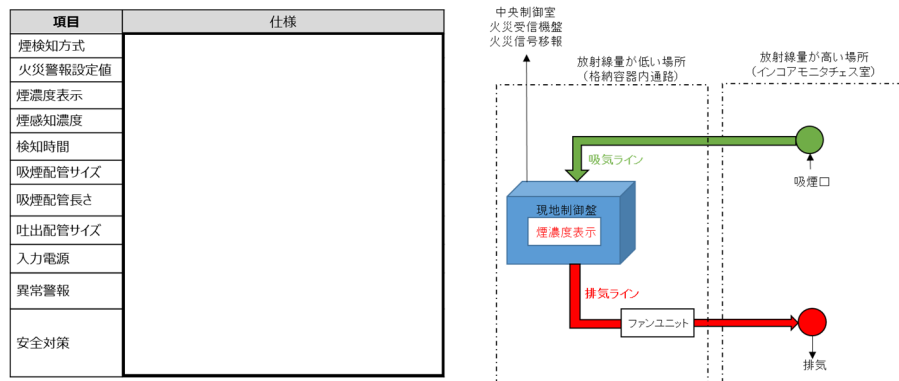 項目
仕様
煙検知方式
火災警報設定値
煙濃度表示
煙感知濃度
検知時間
吸煙配管サイズ
吸煙配管長さ
吐出配管サイズ
入力電源
異常警報
安全対策
中央制御室
火災受信機盤
火災信号移報
放射線量が低い場所
(格納容器内通路)
放射線量が高い場所
(インコアモニタチェス室)
吸気ライン
吸煙口
現地制御盤
煙濃度表示
排気ライン
ファンユニット
排気